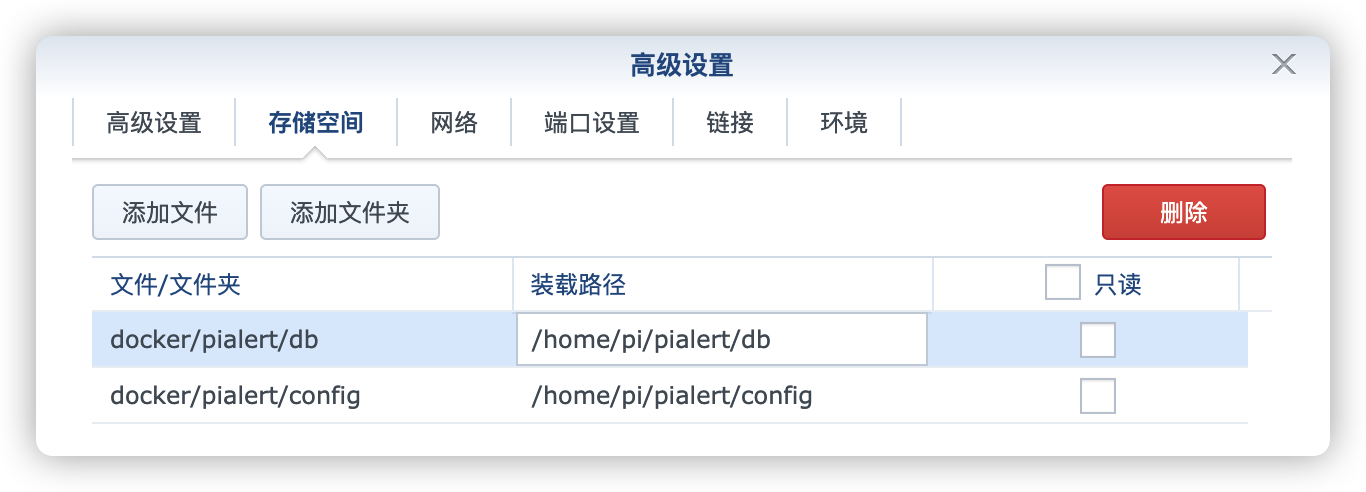 高级设置
高级设置 存储空间 网络 端口设置 链接 环境
添加文件 添加文件夹 删除
文件/文件夹 装载路径 只读
docker/pialert/db /home/pi/pialert/db
docker/pialert/config /home/pi/pialert/config